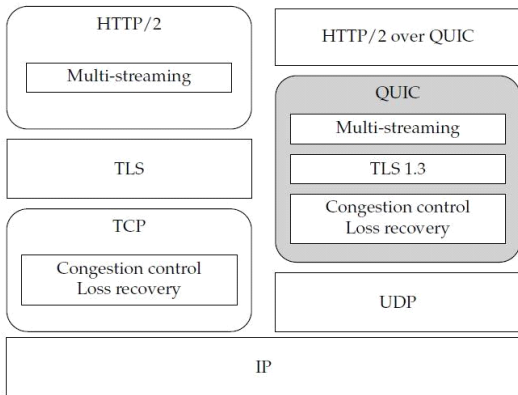 HTTP/2
Multi-streaming
TLS
TCP
Congestion control
Loss recovery
HTTP/2 over QUIC
QUIC
Multi-streaming
TLS 1.3
Congestion control
Loss recovery
UDP
IP